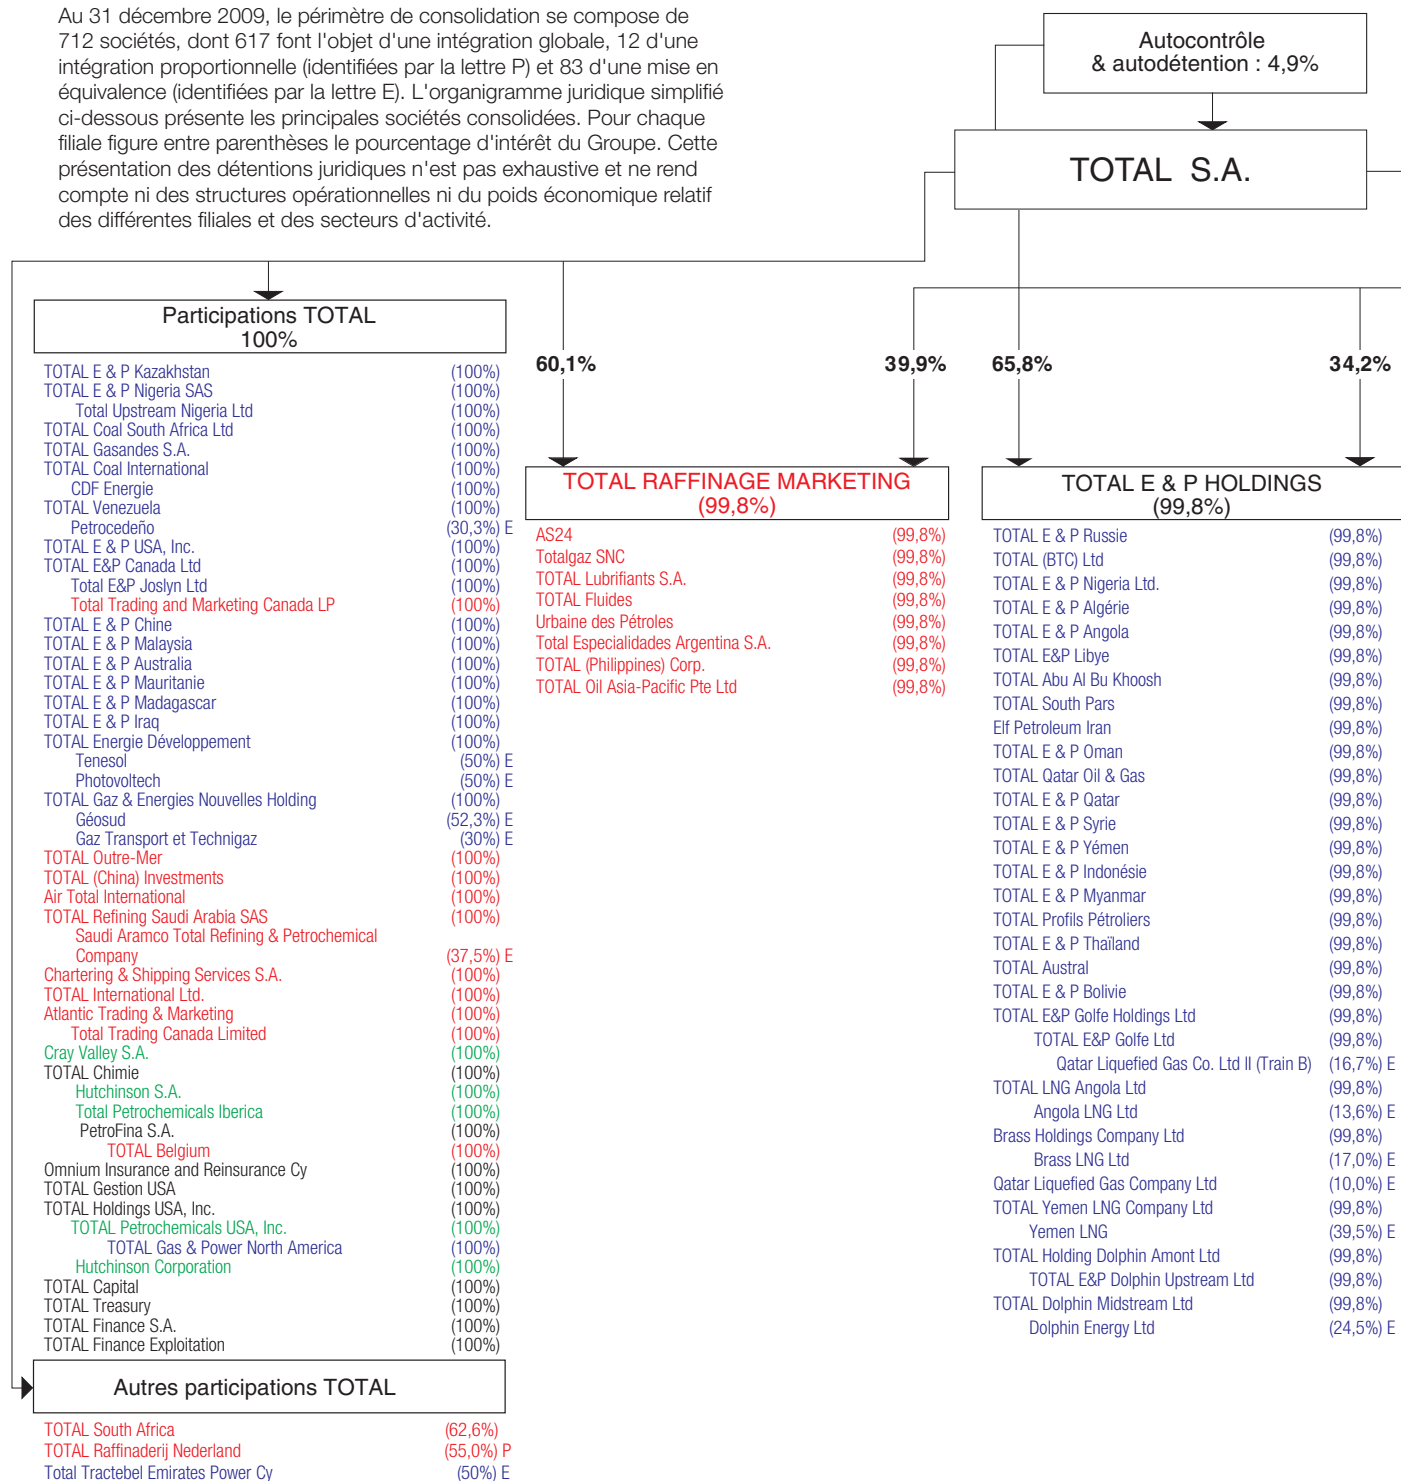 Au 31 décembre 2009, le périmètre de consolidation se compose de
712 sociétés, dont 617 font l'objet d'une intégration globale, 12 d'une
intégration proportionnelle (identifiées par la lettre P) et 83 d'une mise en
équivalence (identifiées par la lettre E). L'organigramme juridique simplifié
ci-dessous présente les principales sociétés consolidées. Pour chaque
filiale figure entre parenthèses le pourcentage d'intérêt du Groupe. Cette
présentation des détentions juridiques n'est pas exhaustive et ne rend
compte ni des structures opérationnelles ni du poids économique relatif
des différentes filiales et des secteurs d'activité.
Autocontrôle
& autodétention : 4,9%
TOTAL S.A.
Participations TOTAL
100%
TOTAL E & P Kazakhstan (100%)
TOTAL E & P Nigeria SAS (100%)
Total Upstream Nigeria Ltd (100%)
TOTAL Coal South Africa Ltd (100%)
TOTAL Gasandes S.A. (100%)
TOTAL Coal International (100%)
CDF Energie (100%)
TOTAL Venezuela (100%)
Petrocedeño (30,3%) E
TOTAL E & P USA, Inc. (100%)
TOTAL E&P Canada Ltd (100%)
Total E&P Joslyn Ltd (100%)
Total Trading and Marketing Canada LP (100%)
TOTAL E & P Chine (100%)
TOTAL E & P Malaysia (100%)
TOTAL E & P Australia (100%)
TOTAL E & P Mauritanie (100%)
TOTAL E & P Madagascar (100%)
TOTAL E & P Iraq (100%)
TOTAL Energie Développement (100%)
Tenesol (50%) E
Photovoltech (50%) E
TOTAL Gaz & Energies Nouvelles Holding (100%)
Géosud (52,3%) E
Gaz Transport et Technigaz (30%) E
TOTAL Outre-Mer (100%)
TOTAL (China) Investments (100%)
Air Total International (100%)
TOTAL Refining Saudi Arabia SAS (100%)
Saudi Aramco Total Refining & Petrochemical
Company (37,5%) E
Chartering & Shipping Services S.A. (100%)
TOTAL International Ltd. (100%)
Atlantic Trading & Marketing (100%)
Total Trading Canada Limited (100%)
Cray Valley S.A. (100%)
TOTAL Chimie (100%)
Hutchinson S.A. (100%)
Total Petrochemicals Iberica (100%)
PetroFina S.A. (100%)
TOTAL Belgium (100%)
Omnium Insurance and Reinsurance Cy (100%)
TOTAL Gestion USA (100%)
TOTAL Holdings USA, Inc. (100%)
TOTAL Petrochemicals USA, Inc. (100%)
TOTAL Gas & Power North America (100%)
Hutchinson Corporation (100%)
TOTAL Capital (100%)
TOTAL Treasury (100%)
TOTAL Finance S.A. (100%)
TOTAL Finance Exploitation (100%)
Autres participations TOTAL
TOTAL South Africa (62,6%)
TOTAL Raffinaderij Nederland (55,0%) P
Total Tractebel Emirates Power Cy (50%) E
60,1% 39,9%
TOTAL RAFFINAGE MARKETING
(99,8%)
AS24 (99,8%)
Totalgaz SNC (99,8%)
TOTAL Lubrifiants S.A. (99,8%)
TOTAL Fluides (99,8%)
Urbaine des Pétroles (99,8%)
Total Especialidades Argentina S.A. (99,8%)
TOTAL (Philippines) Corp. (99,8%)
TOTAL Oil Asia-Pacific Pte Ltd (99,8%)
65,8% 34,2%
TOTAL E & P HOLDINGS
(99,8%)
TOTAL E & P Russie (99,8%)
TOTAL (BTC) Ltd (99,8%)
TOTAL E & P Nigeria Ltd. (99,8%)
TOTAL E & P Algérie (99,8%)
TOTAL E & P Angola (99,8%)
TOTAL E&P Libye (99,8%)
TOTAL Abu Al Bu Khoosh (99,8%)
TOTAL South Pars (99,8%)
Elf Petroleum Iran (99,8%)
TOTAL E & P Oman (99,8%)
TOTAL Qatar Oil & Gas (99,8%)
TOTAL E & P Qatar (99,8%)
TOTAL E & P Syrie (99,8%)
TOTAL E & P Yémen (99,8%)
TOTAL E & P Indonésie (99,8%)
TOTAL E & P Myanmar (99,8%)
TOTAL Profils Pétroliers (99,8%)
TOTAL E & P Thaïland (99,8%)
TOTAL Austral (99,8%)
TOTAL E & P Bolivie (99,8%)
TOTAL E&P Golfe Holdings Ltd (99,8%)
TOTAL E&P Golfe Ltd (99,8%)
Qatar Liquefied Gas Co. Ltd II (Train B) (16,7%) E
TOTAL LNG Angola Ltd (99,8%)
Angola LNG Ltd (13,6%) E
Brass Holdings Company Ltd (99,8%)
Brass LNG Ltd (17,0%) E
Qatar Liquefied Gas Company Ltd (10,0%) E
TOTAL Yemen LNG Company Ltd (99,8%)
Yemen LNG (39,5%) E
TOTAL Holding Dolphin Amont Ltd (99,8%)
TOTAL E&P Dolphin Upstream Ltd (99,8%)
TOTAL Dolphin Midstream Ltd (99,8%)
Dolphin Energy Ltd (24,5%) E